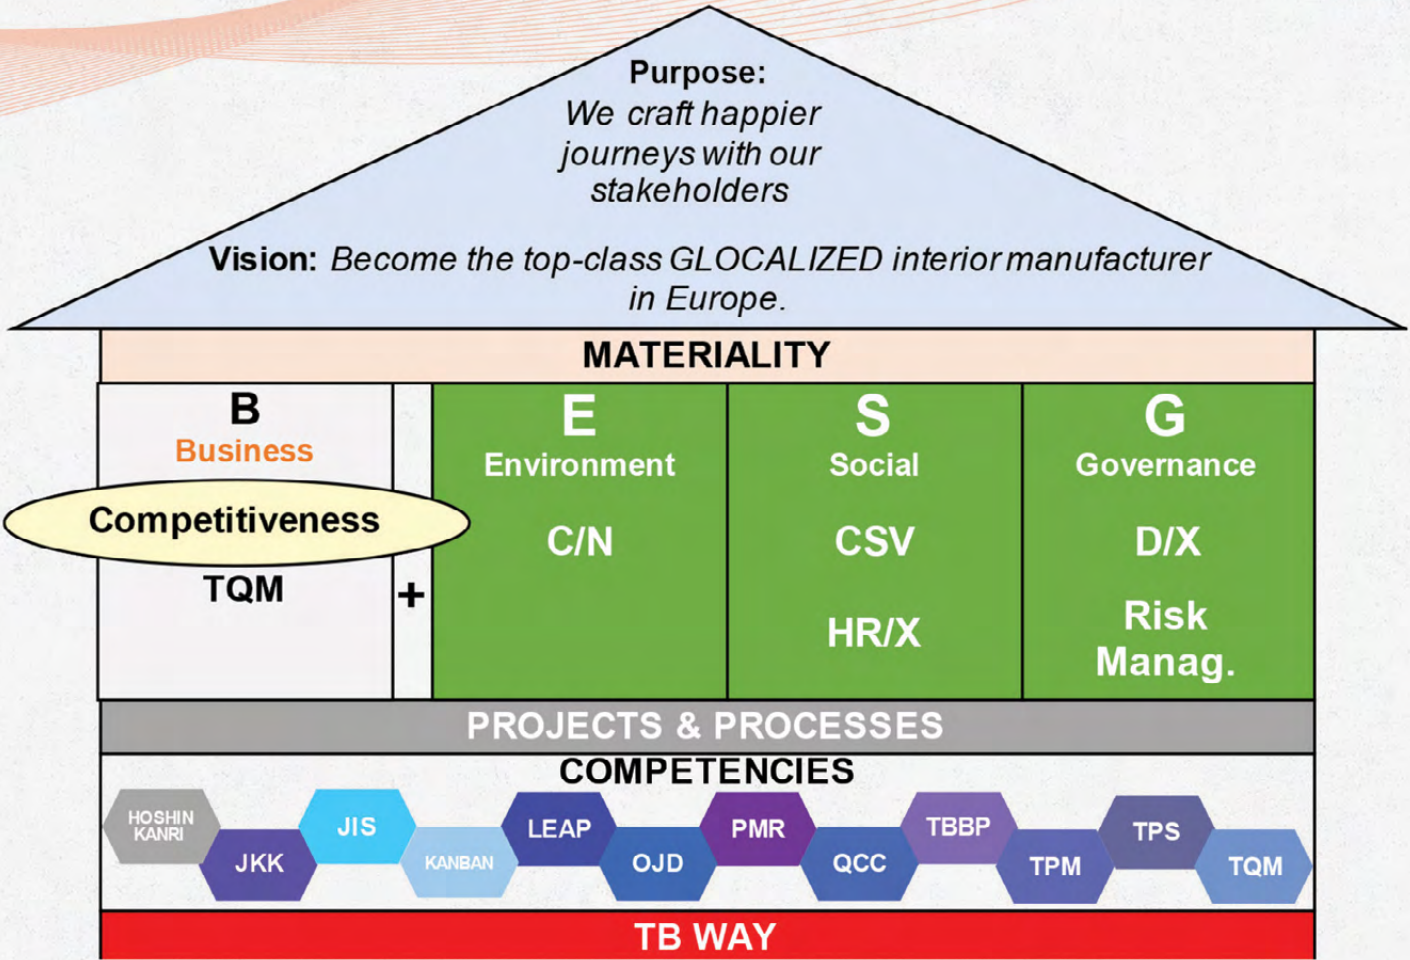 Purpose:
We craft happier
journeys with our
stakeholders
Vision: Become the top-class GLOCALIZED interior manufacturer
in Europe.
MATERIALITY
B
Business
Competitiveness
TQM
+
E
Environment
C/N
S
Social
CSV
HR/X
G
Governance
D/X
Risk
Manag.
PROJECTS & PROCESSES
COMPETENCIES
HOSHIN
KANRI
JKK
JIS
KANBAN
LEAP
OJD
PMR
QCC
TBBP
TPM
TPS
TQM
TB WAY